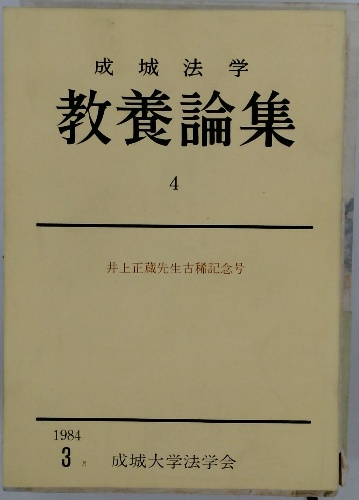 成城法学
教養論集
4
井上正蔵先生古稀記念号
1984
3月
成城大学法学会